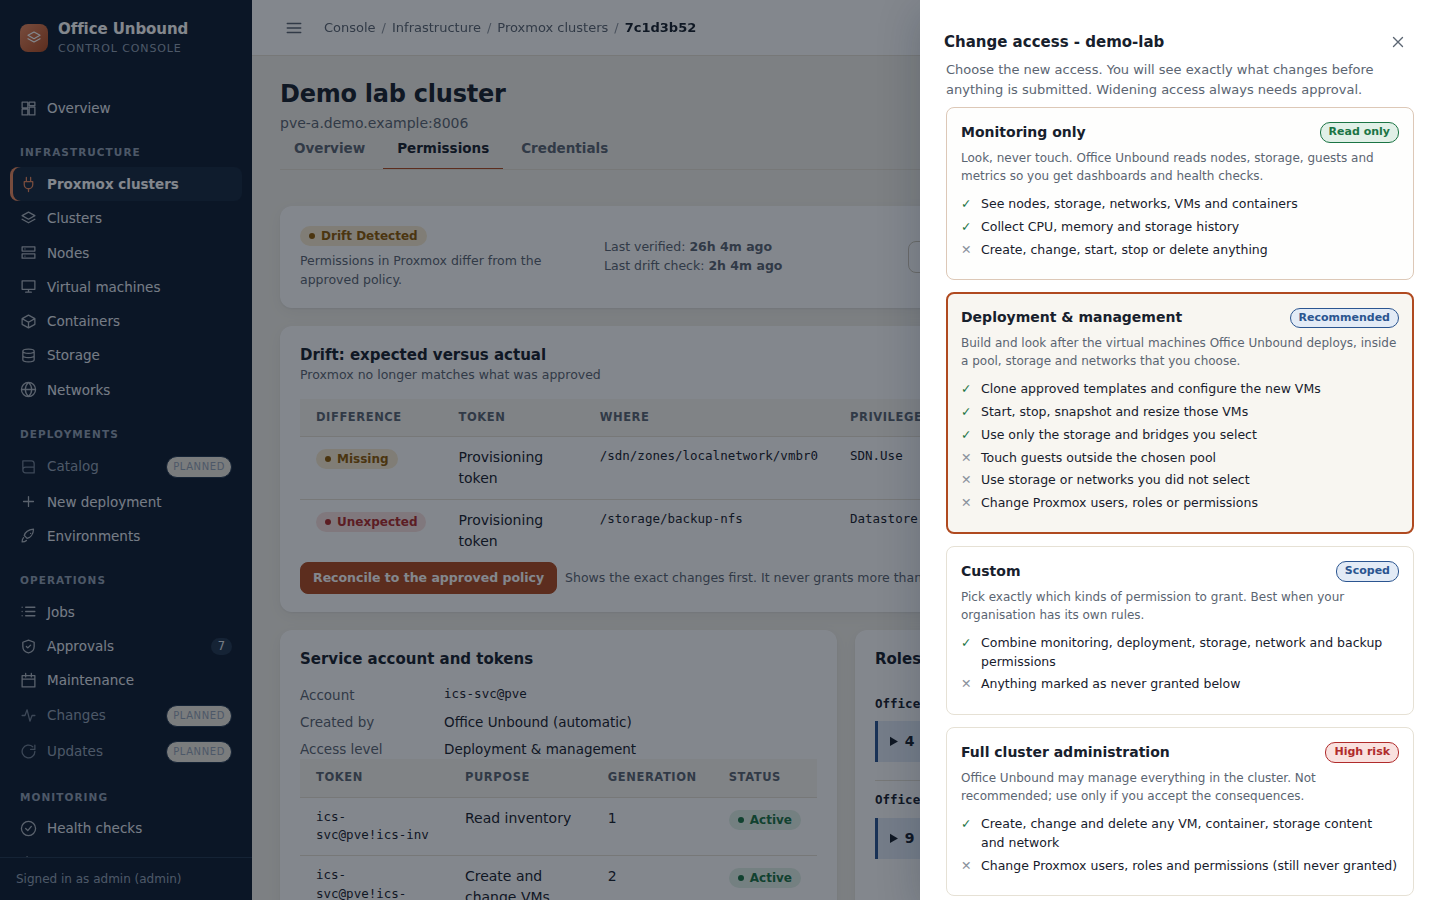 Office Unbound
CONTROL CONSOLE
Overview
INFRASTRUCTURE
Proxmox clusters
Clusters
Nodes
Virtual machines
Containers
Storage
Networks
DEPLOYMENTS
Catalog PLANNED
New deployment
Environments
OPERATIONS
Jobs
Approvals 7
Maintenance
Changes PLANNED
Updates PLANNED
MONITORING
Health checks
Signed in as admin (admin)
Console / Infrastructure / Proxmox clusters / 7c1d3b52
Demo lab cluster
pve-a.demo.example:8006
Overview Permissions Credentials
Drift Detected
Permissions in Proxmox differ from the
approved policy.
Last verified: 26h 4m ago
Last drift check: 2h 4m ago
Drift: expected versus actual
Proxmox no longer matches what was approved
DIFFERENCE TOKEN WHERE PRIVILEGE
Missing Provisioning token /sdn/zones/localnetwork/vmbr0 SDN.Use
Unexpected Provisioning token /storage/backup-nfs Datastore
Reconcile to the approved policy Shows the exact changes first. It never grants more than
Service account and tokens
Account ics-svc@pve
Created by Office Unbound (automatic)
Access level Deployment & management
TOKEN PURPOSE GENERATION STATUS
ics-
svc@pve!ics-inv Read inventory 1 Active
ics-
svc@pve!ics- Create and
change VMs 2 Active
Roles
Office
4
Office
9
Change access - demo-lab
Choose the new access. You will see exactly what changes before
anything is submitted. Widening access always needs approval.
Monitoring only Read only
Look, never touch. Office Unbound reads nodes, storage, guests and
metrics so you get dashboards and health checks.
✓ See nodes, storage, networks, VMs and containers
✓ Collect CPU, memory and storage history
✕ Create, change, start, stop or delete anything
Deployment & management Recommended
Build and look after the virtual machines Office Unbound deploys, inside
a pool, storage and networks that you choose.
✓ Clone approved templates and configure the new VMs
✓ Start, stop, snapshot and resize those VMs
✓ Use only the storage and bridges you select
✕ Touch guests outside the chosen pool
✕ Use storage or networks you did not select
✕ Change Proxmox users, roles or permissions
Custom Scoped
Pick exactly which kinds of permission to grant. Best when your
organisation has its own rules.
✓ Combine monitoring, deployment, storage, network and backup
permissions
✕ Anything marked as never granted below
Full cluster administration High risk
Office Unbound may manage everything in the cluster. Not
recommended; use only if you accept the consequences.
✓ Create, change and delete any VM, container, storage content
and network
✕ Change Proxmox users, roles and permissions (still never granted)